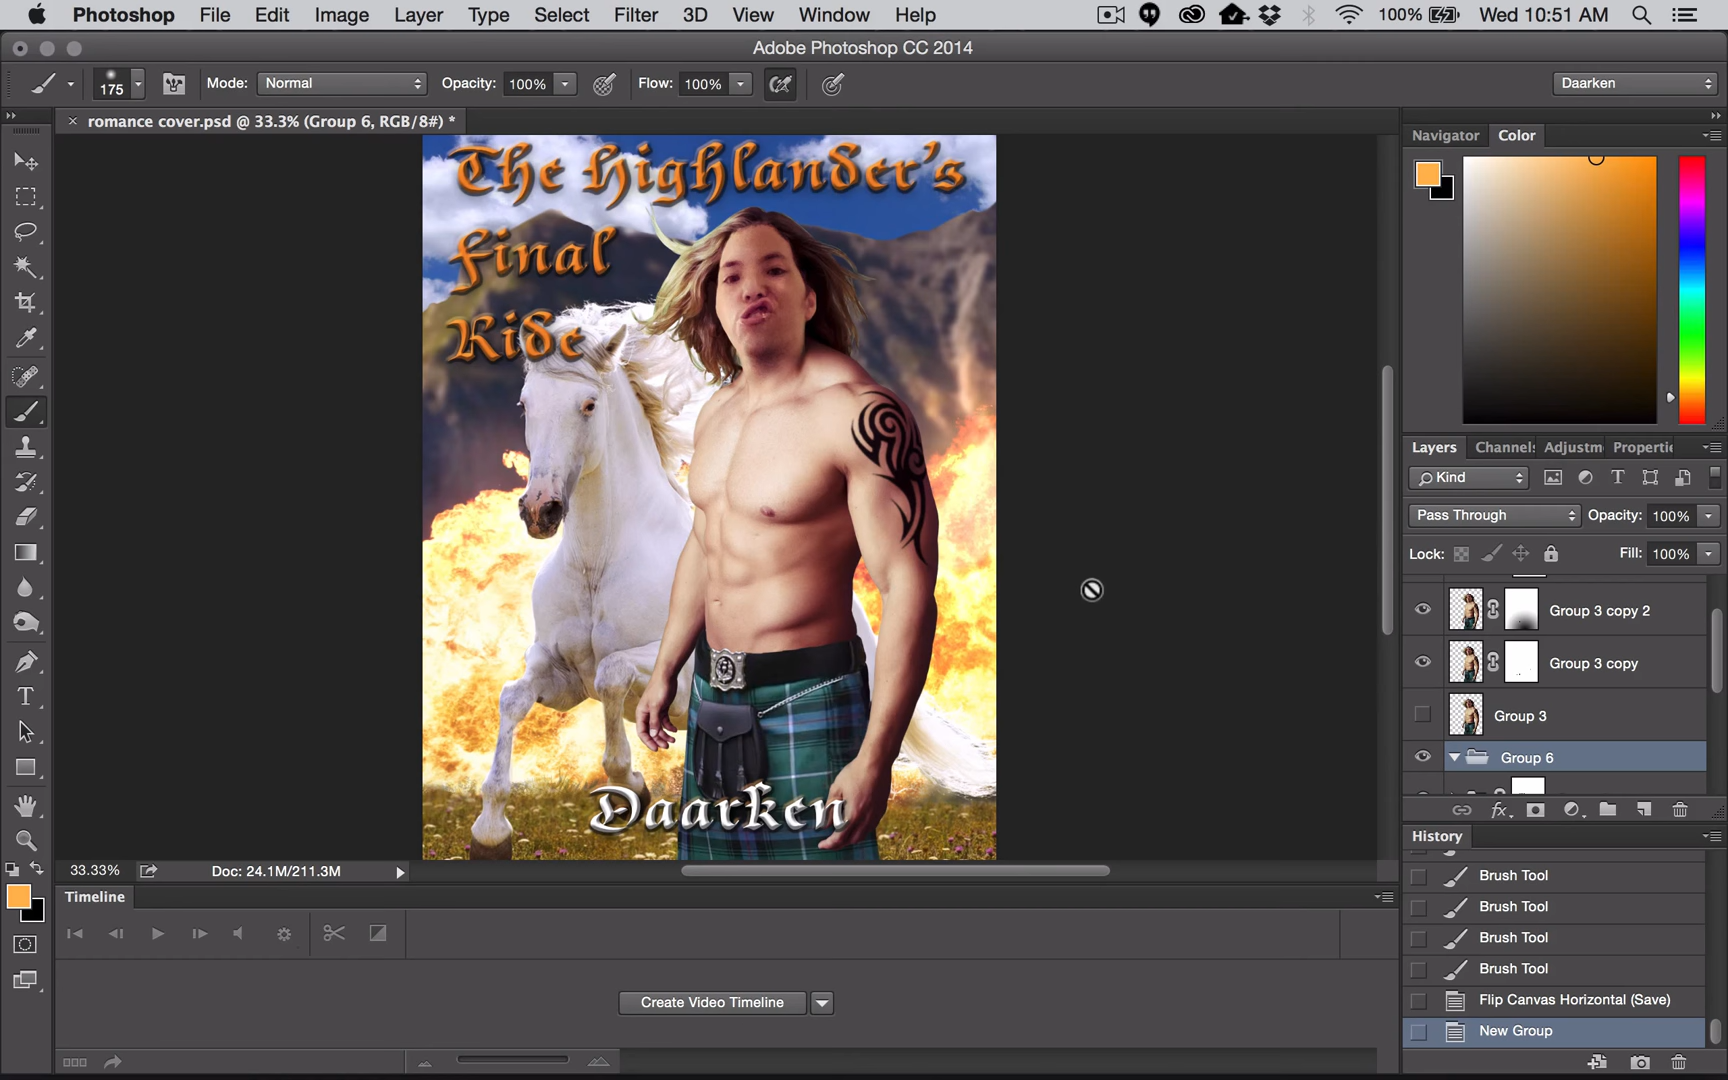 Photoshop File Edit Image Layer Type Select Filter 3D View Window Help 100% Wed 10:51 AM
Adobe Photoshop CC 2014
175 Mode: Normal Opacity: 100% Flow: 100% Daarken
romance cover.psd @ 33.3% (Group 6, RGB/8#) *
Navigator Color
The Highlander's
Final
Ride
Daarken
Layers Channels Adjustm Properti
Kind
Pass Through Opacity: 100%
Lock: Fill: 100%
Group 3 copy 2
Group 3 copy
Group 3
Group 6
fx
History
Brush Tool
Brush Tool
Brush Tool
Brush Tool
Flip Canvas Horizontal (Save)
New Group
33.33% Doc: 24.1M/211.3M
Timeline
Create Video Timeline